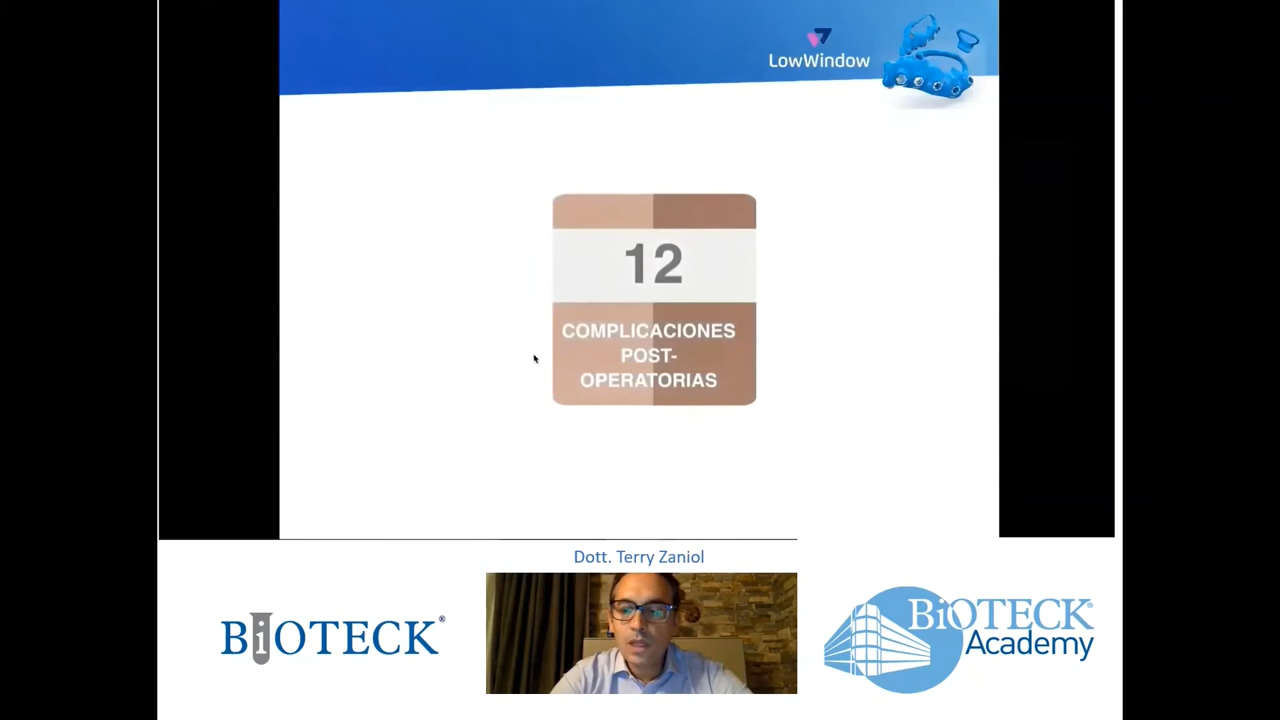 LowWindow
12
COMPLICACIONES
POST-
OPERATORIAS
Dott. Terry Zaniol
BiOTECK®
BiOTECK®
Academy